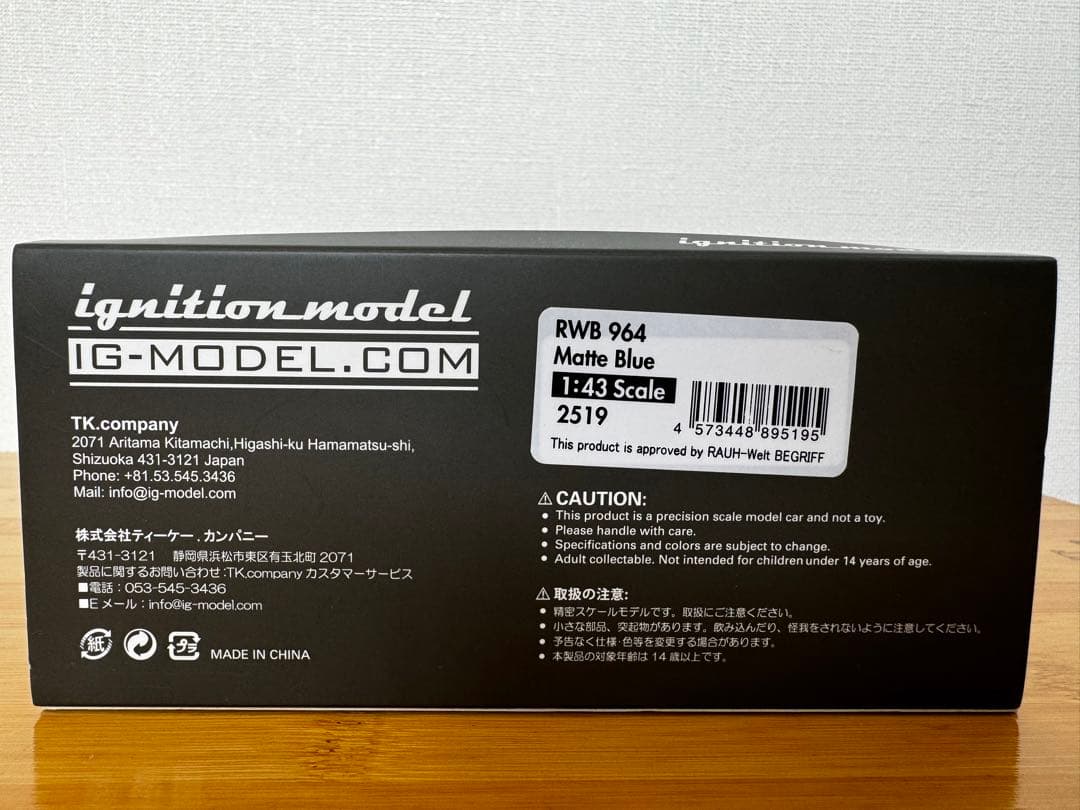 ignition model
ignition model
IG-MODEL.COM
TK.company
2071 Aritama Kitamachi,Higashi-ku Hamamatsu-shi,
Shizuoka 431-3121 Japan
Phone: +81.53.545.3436
Mail: info@ig-model.com
株式会社ティーケー.カンパニー
〒431-3121 静岡県浜松市東区有玉北町 2071
製品に関するお問い合わせ:TK.company カスタマーサービス
■電話:053-545-3436
■E メール:info@ig-model.com
紙
プラ
MADE IN CHINA
RWB 964
Matte Blue
1:43 Scale
2519
4 573448 895195
This product is approved by RAUH-Welt BEGRIFF
⚠ CAUTION:
● This product is a precision scale model car and not a toy.
● Please handle with care.
● Specifications and colors are subject to change.
● Adult collectable. Not intended for children under 14 years of age.
⚠ 取扱の注意:
● 精密スケールモデルです。取扱にご注意ください。
● 小さな部品、突起物があります。飲み込んだり、怪我をされないように注意してください。
● 予告なく仕様・色等を変更する場合があります。
● 本製品の対象年齢は 14 歳以上です。